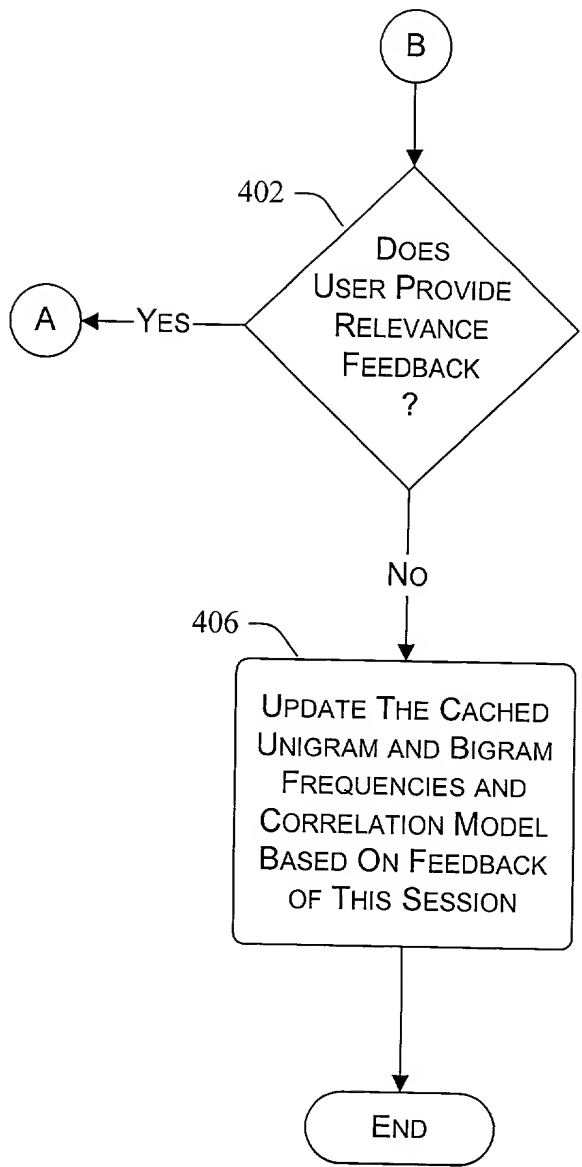 B
402
DOES
USER PROVIDE
RELEVANCE
FEEDBACK
?
A
YES
NO
406
UPDATE THE CACHED
UNIGRAM AND BIGRAM
FREQUENCIES AND
CORRELATION MODEL
BASED ON FEEDBACK
OF THIS SESSION
END